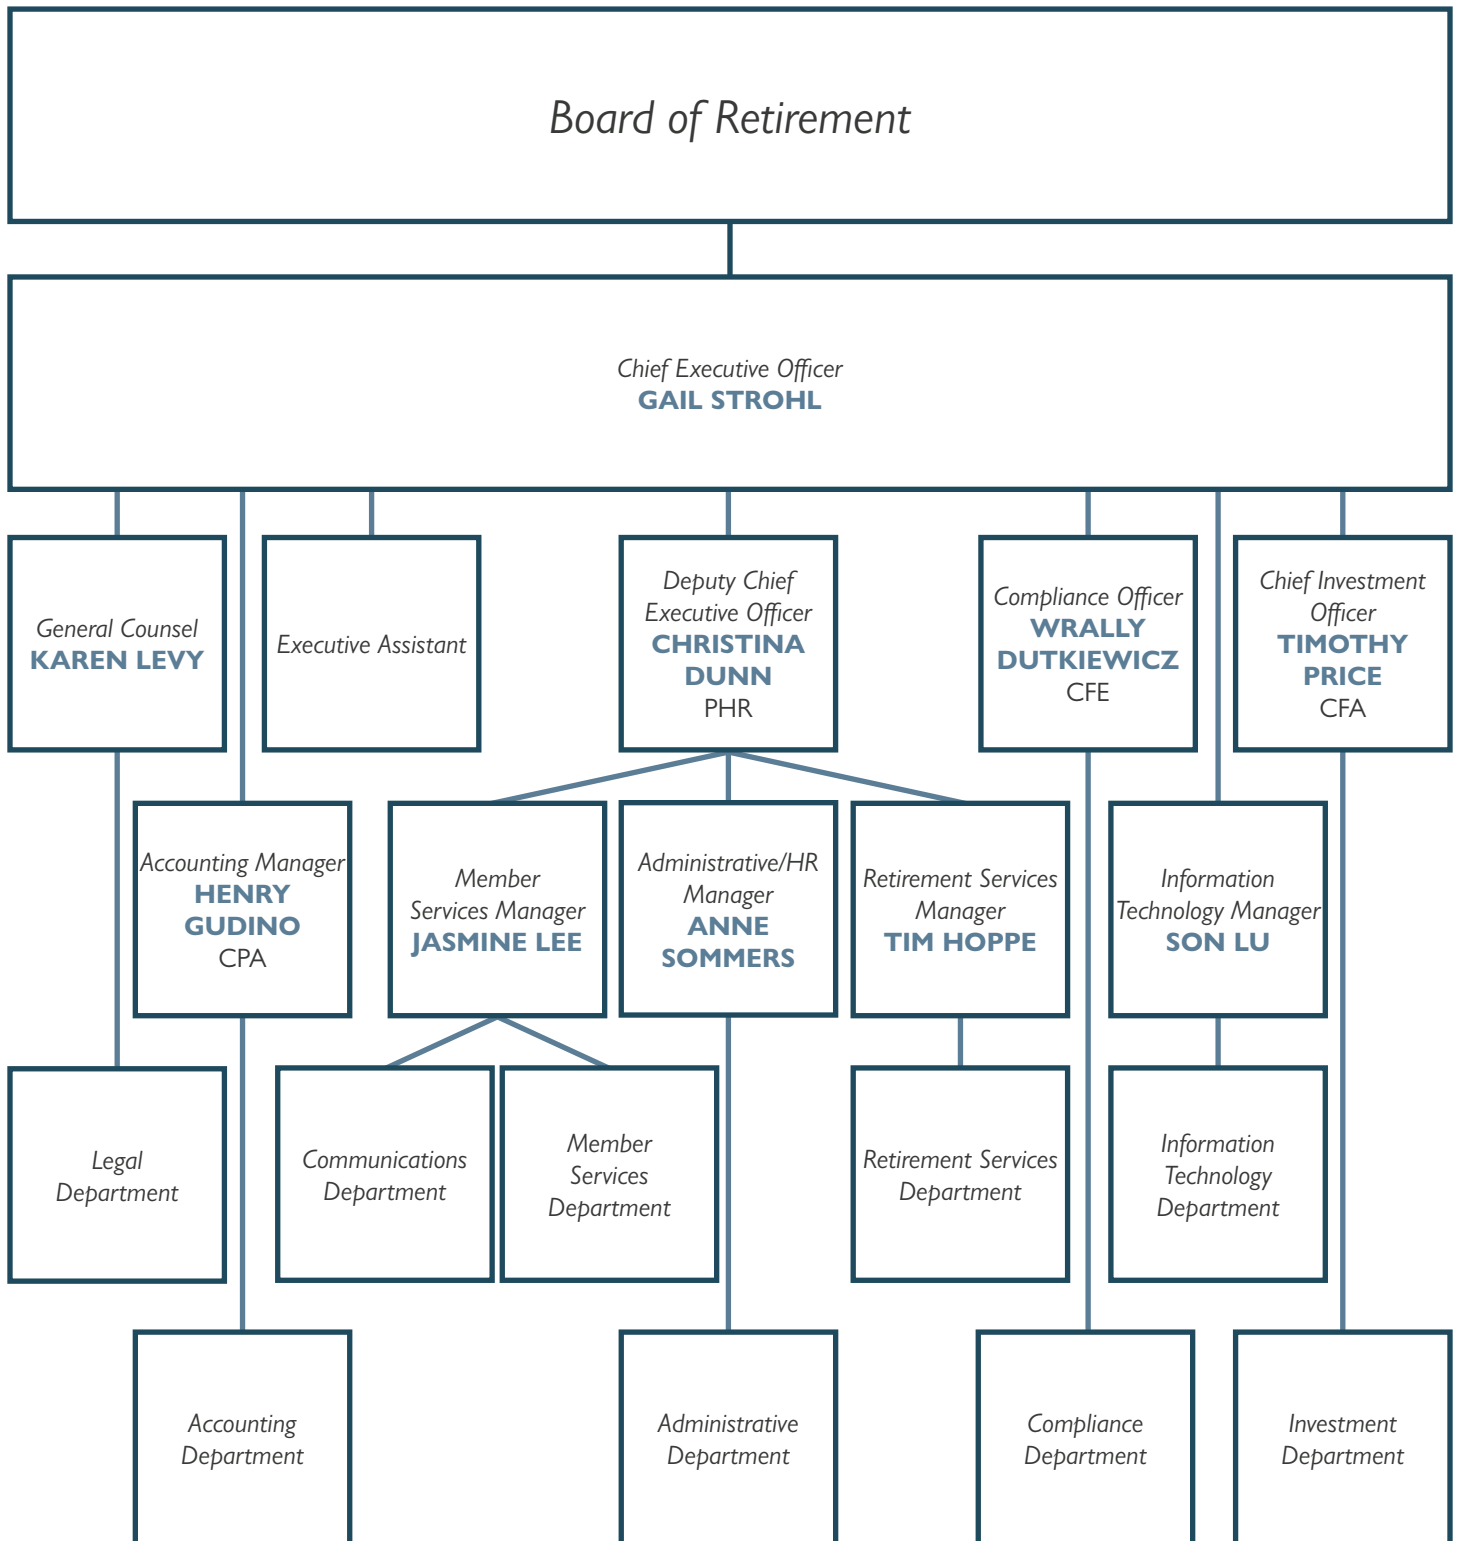 Board of Retirement
Chief Executive Officer
GAIL STROHL
General Counsel
KAREN LEVY
Executive Assistant
Deputy Chief
Executive Officer
CHRISTINA
DUNN
PHR
Compliance Officer
WRALLY
DUTKIEWICZ
CFE
Chief Investment
Officer
TIMOTHY
PRICE
CFA
Accounting Manager
HENRY
GUDINO
CPA
Member
Services Manager
JASMINE LEE
Administrative/HR
Manager
ANNE
SOMMERS
Retirement Services
Manager
TIM HOPPE
Information
Technology Manager
SON LU
Legal
Department
Communications
Department
Member
Services
Department
Retirement Services
Department
Information
Technology
Department
Accounting
Department
Administrative
Department
Compliance
Department
Investment
Department